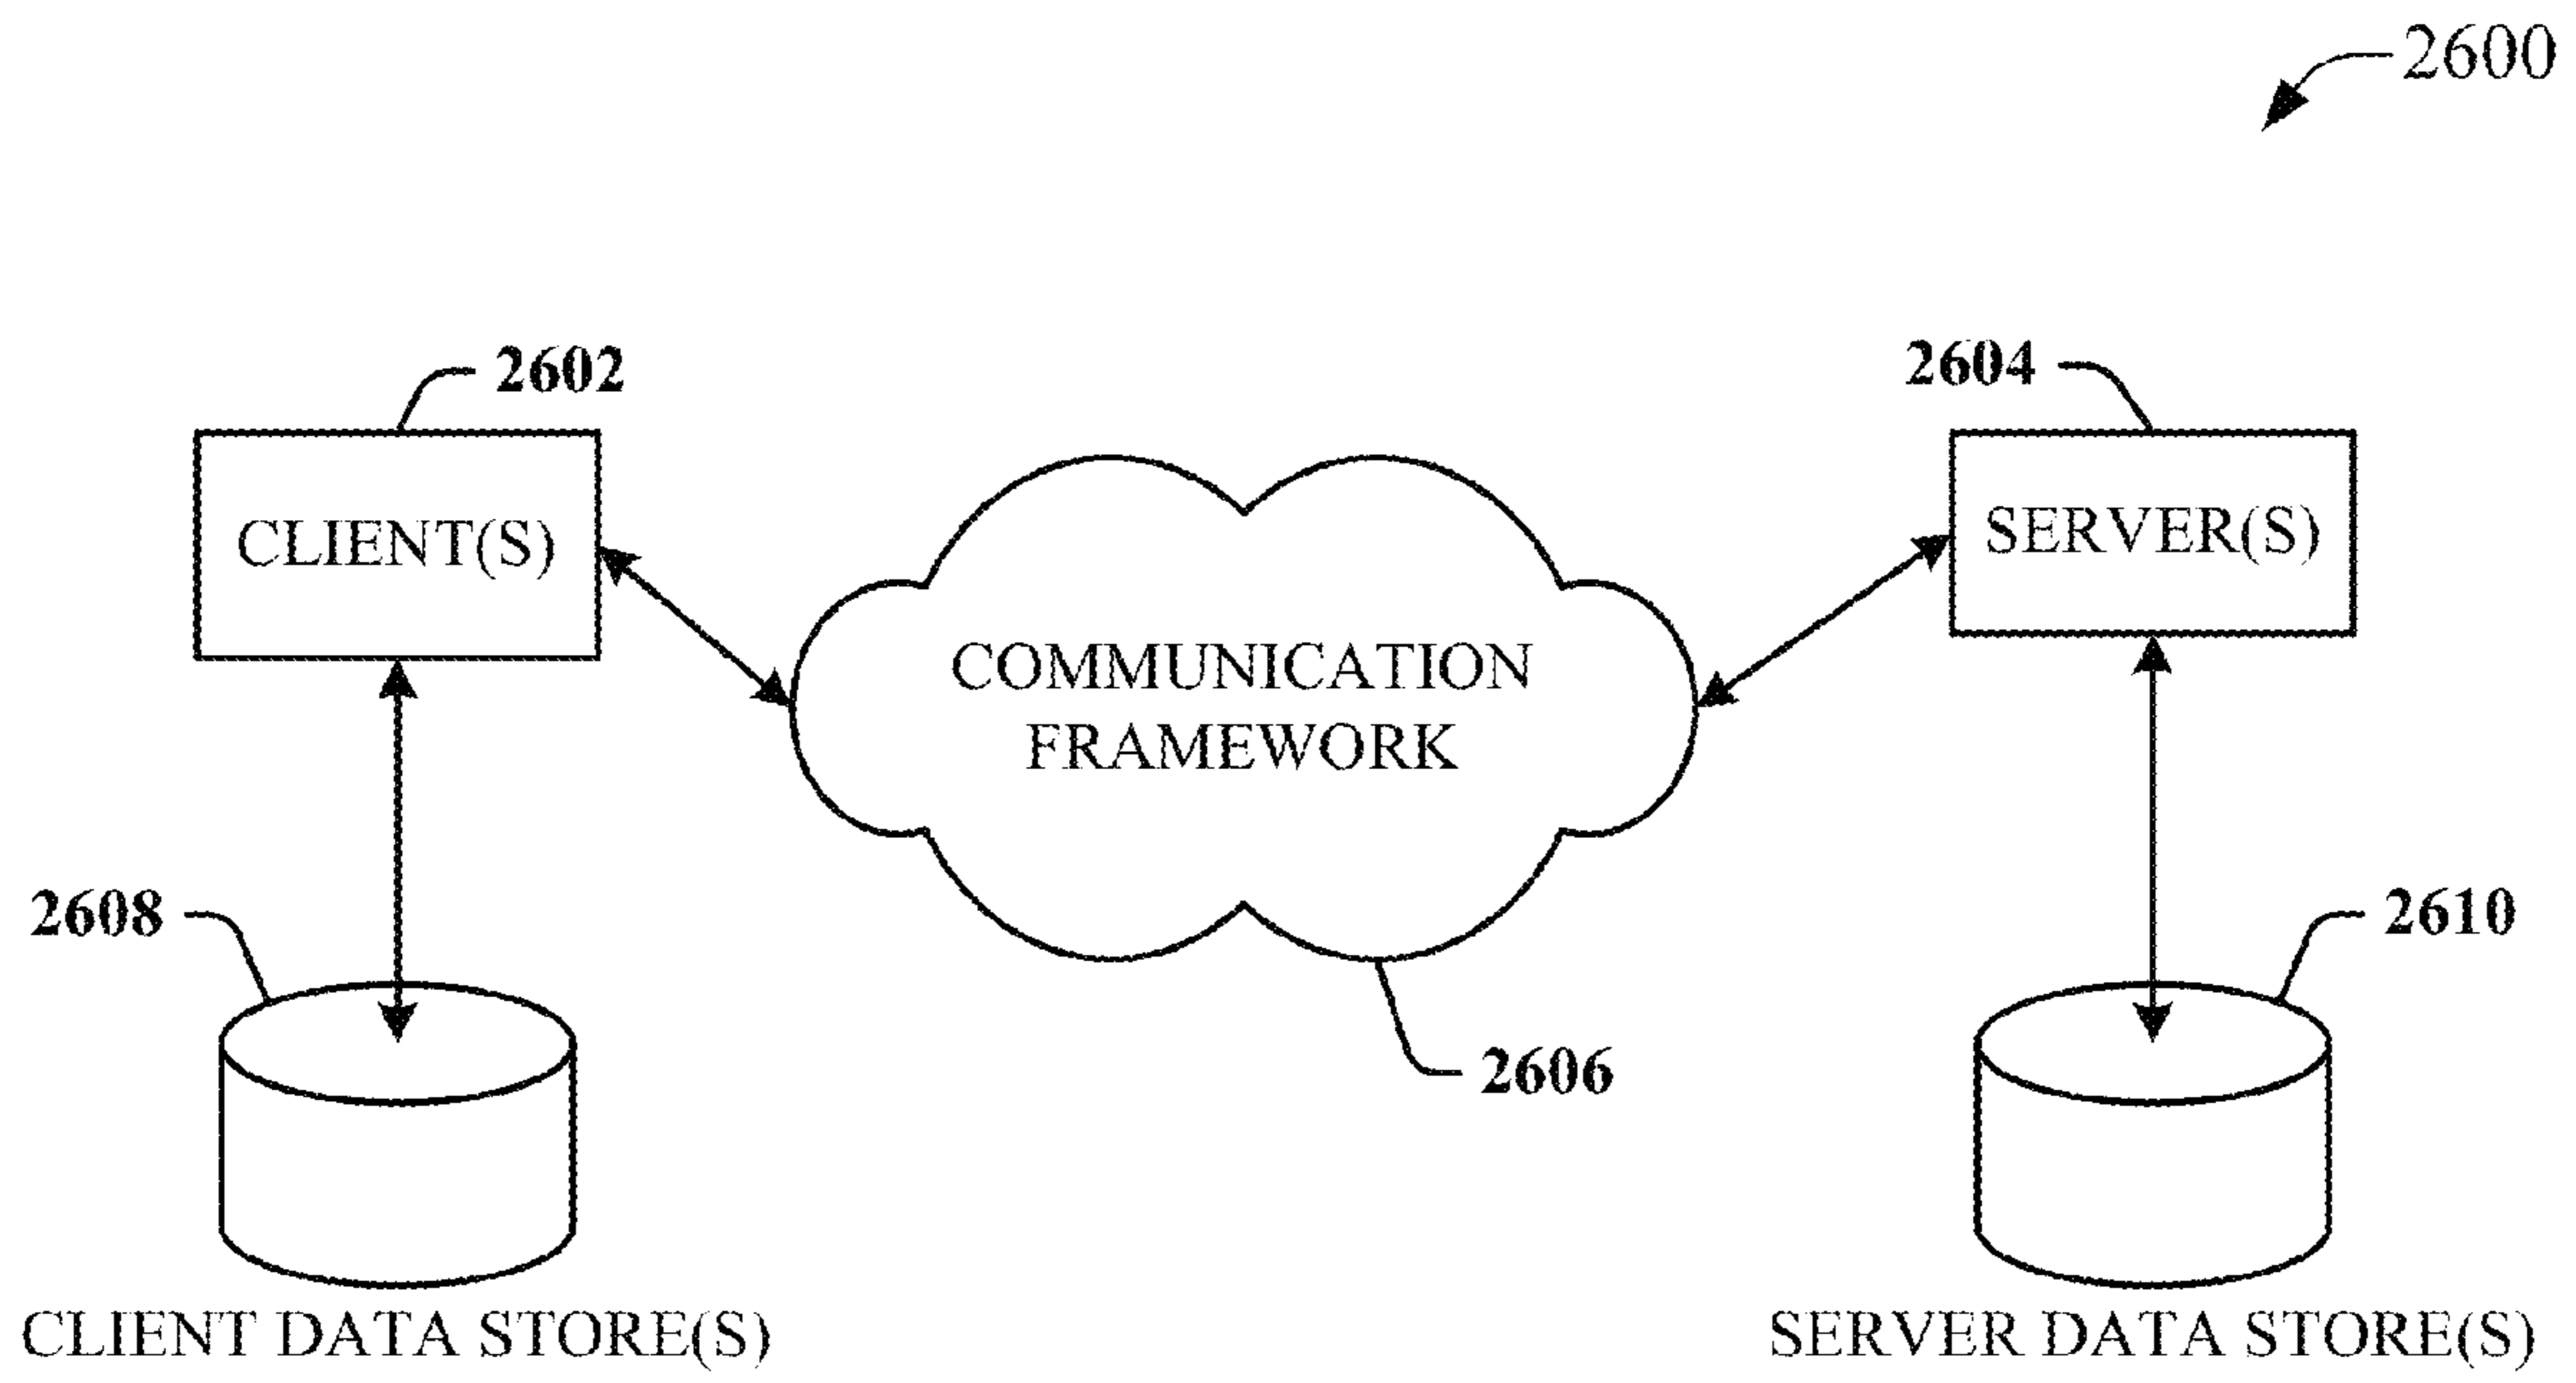 2600
2602
2604
CLIENT(S)
SERVER(S)
COMMUNICATION
FRAMEWORK
2608
2610
2606
CLIENT DATA STORE(S)
SERVER DATA STORE(S)